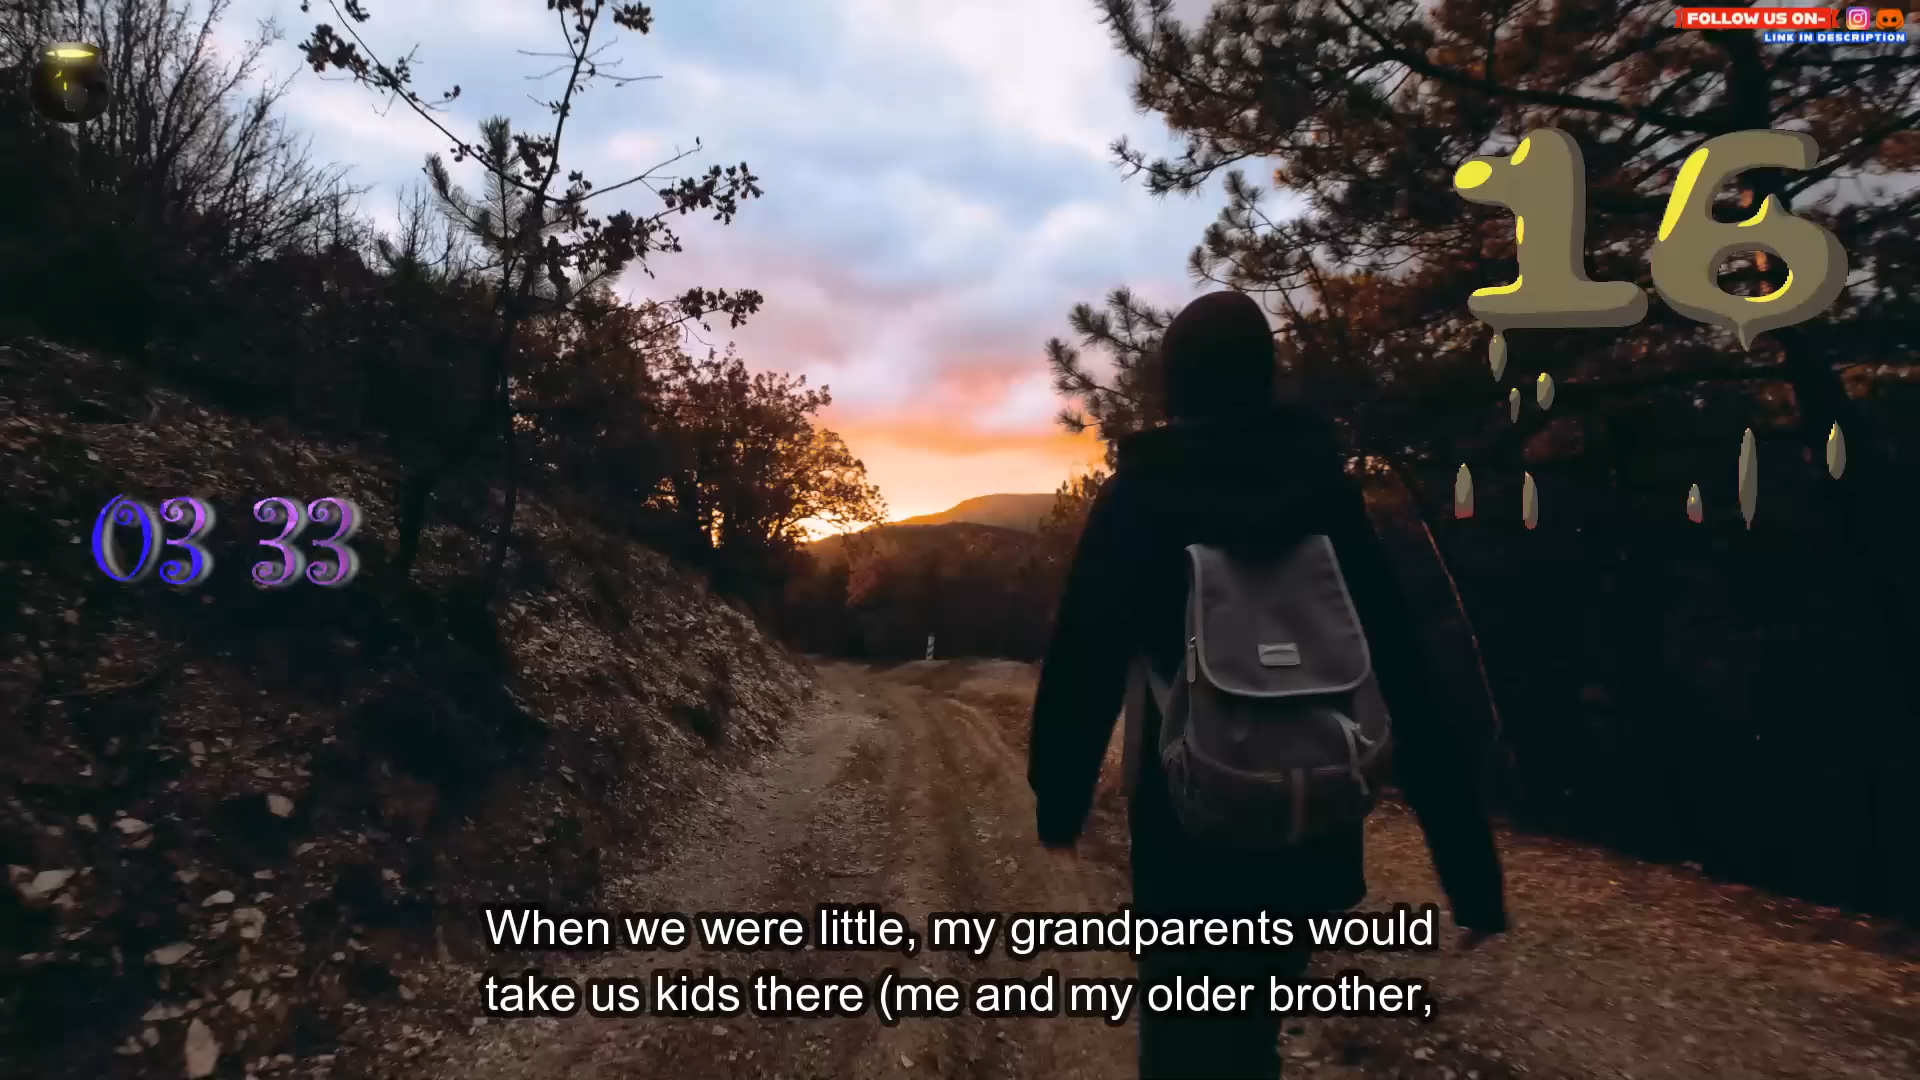 FOLLOW US ON-
LINK IN DESCRIPTION
16
03 33
When we were little, my grandparents would
take us kids there (me and my older brother,